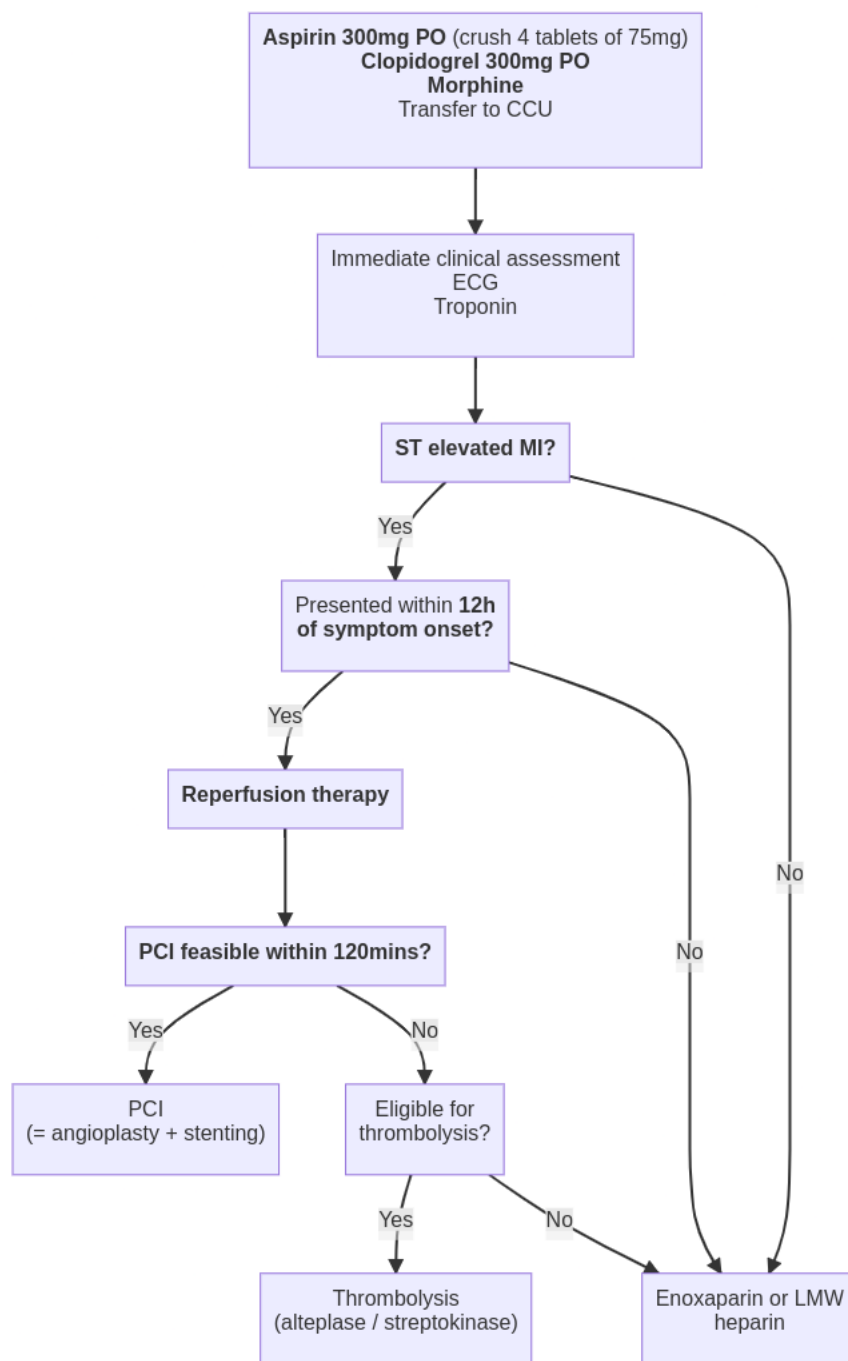 Aspirin 300mg PO (crush 4 tablets of 75mg)
Clopidogrel 300mg PO
Morphine
Transfer to CCU
Immediate clinical assessment
ECG
Troponin
ST elevated MI?
Yes
No
Presented within 12h
of symptom onset?
Yes
No
Reperfusion therapy
PCI feasible within 120mins?
Yes
No
PCI
(= angioplasty + stenting)
Eligible for
thrombolysis?
Yes
No
Thrombolysis
(alteplase / streptokinase)
Enoxaparin or LMW
heparin